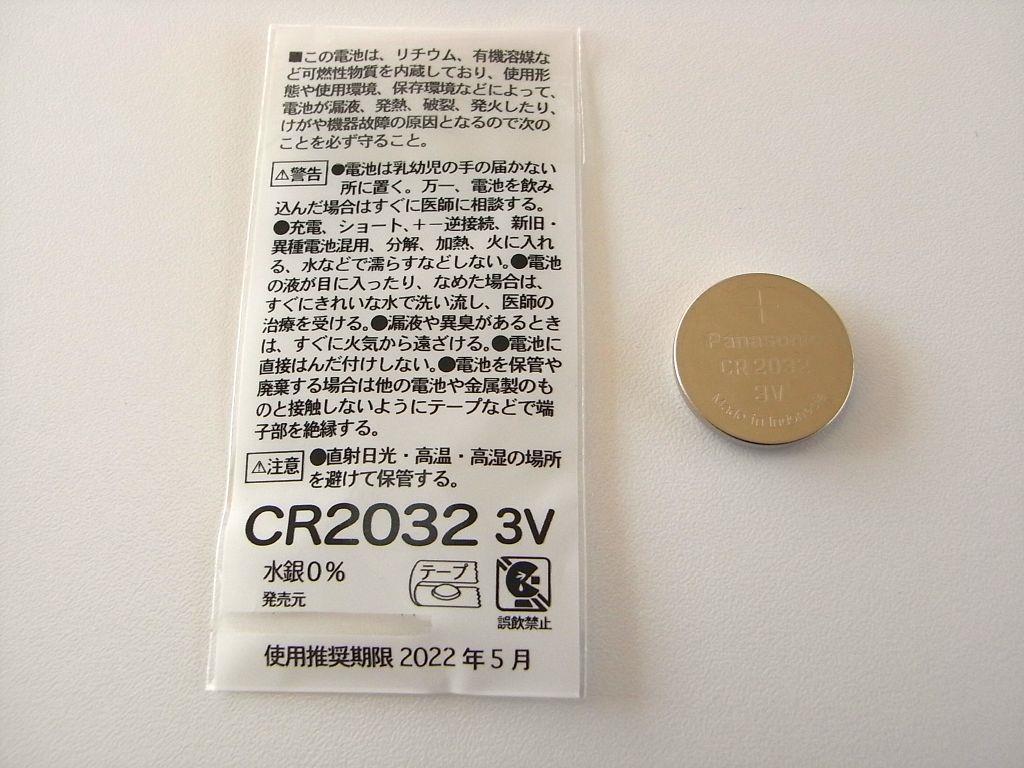 ■この電池は、リチウム、有機溶媒な
ど可燃性物質を内蔵しており、使用形
態や使用環境、保存環境などによって、
電池が漏液、発熱、破裂、発火したり、
けがや機器故障の原因となるので次の
ことを必ず守ること。
⚠警告 ●電池は乳幼児の手の届かない
所に置く。万一、電池を飲み
込んだ場合はすぐに医師に相談する。
●充電、ショート、＋－逆接続、新旧・
異種電池混用、分解、加熱、火に入れ
る、水などで濡らすなどしない。●電池
の液が目に入ったり、なめた場合は、
すぐにきれいな水で洗い流し、医師の
治療を受ける。●漏液や異臭があるとき
は、すぐに火気から遠ざける。●電池に
直接はんだ付けしない。●電池を保管や
廃棄する場合は他の電池や金属製のも
のと接触しないようにテープなどで端
子部を絶縁する。
⚠注意 ●直射日光・高温・高湿の場所
を避けて保管する。
CR2032 3V
水銀0%
テープ
発売元
誤飲禁止
使用推奨期限 2022 年 5 月
＋
Panasonic
CR2032
3V
Made in Indonesia